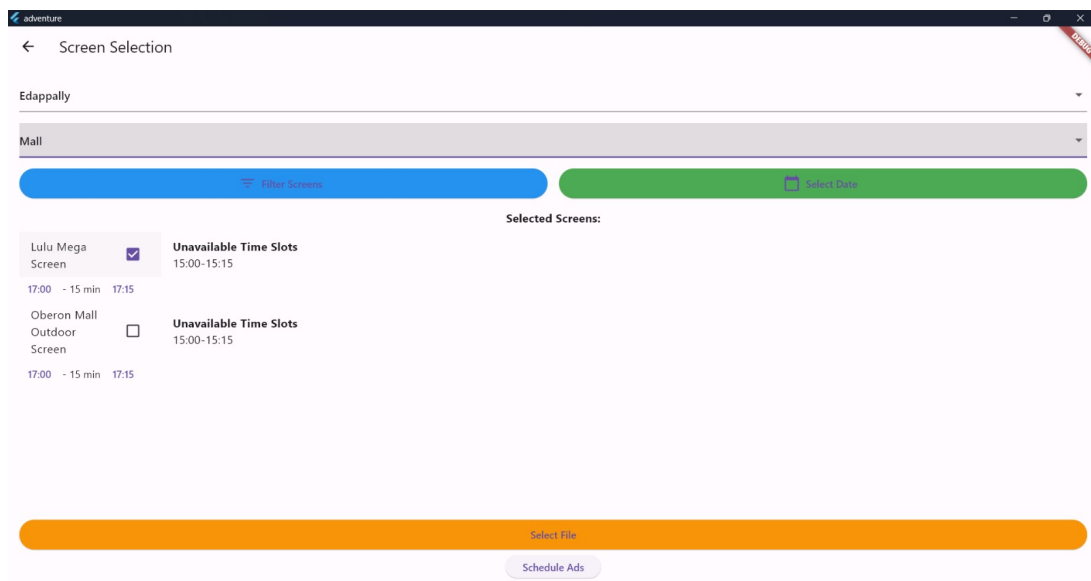 adventure
Screen Selection
DEBUG
Edappally
Mall
Filter Screens
Select Date
Selected Screens:
Lulu Mega
Screen
Unavailable Time Slots
15:00-15:15
17:00 - 15 min 17:15
Oberon Mall
Outdoor
Screen
Unavailable Time Slots
15:00-15:15
17:00 - 15 min 17:15
Select File
Schedule Ads